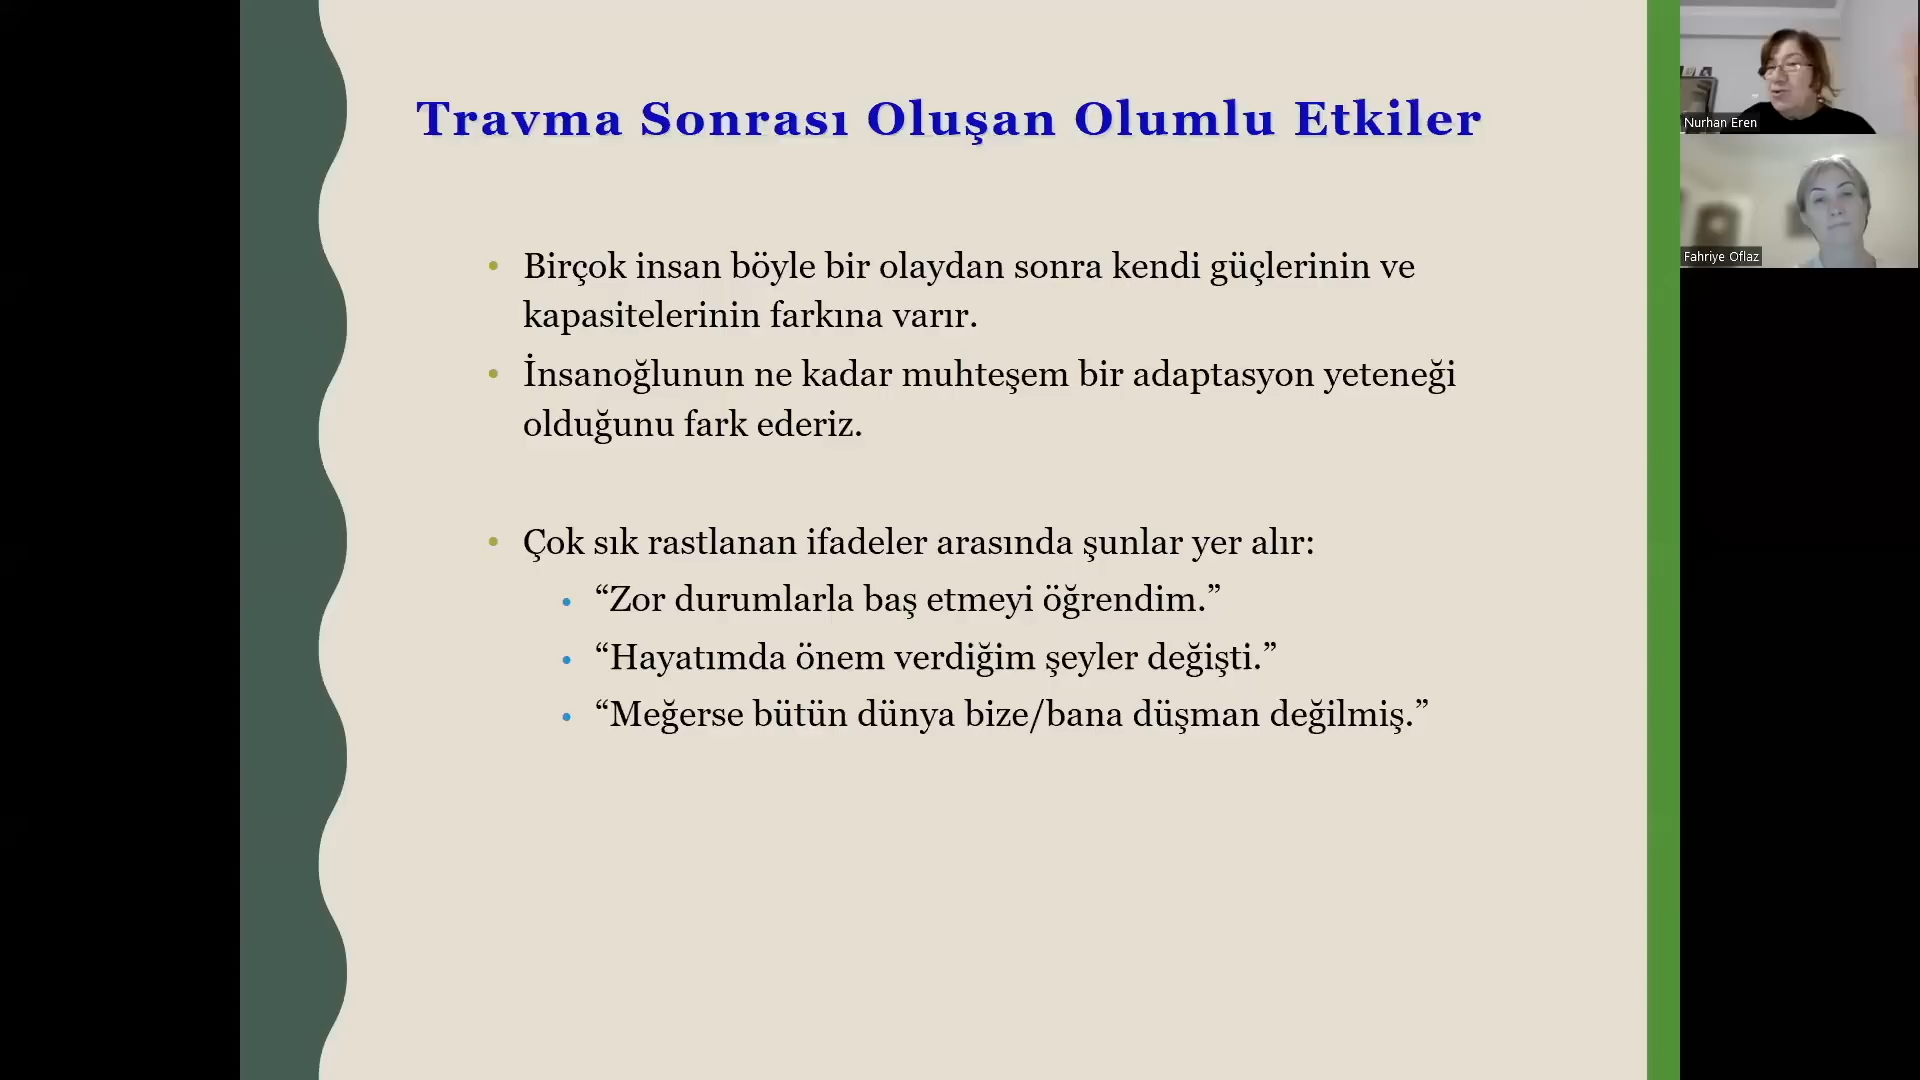 Travma Sonrası Oluşan Olumlu Etkiler
Birçok insan böyle bir olaydan sonra kendi güçlerinin ve
kapasitelerinin farkına varır.
İnsanoğlunun ne kadar muhteşem bir adaptasyon yeteneği
olduğunu fark ederiz.
Çok sık rastlanan ifadeler arasında şunlar yer alır:
“Zor durumlarla baş etmeyi öğrendim.”
“Hayatımda önem verdiğim şeyler değişti.”
“Meğerse bütün dünya bize/bana düşman değilmiş.”
Nurhan Eren
Fahriye Oflaz